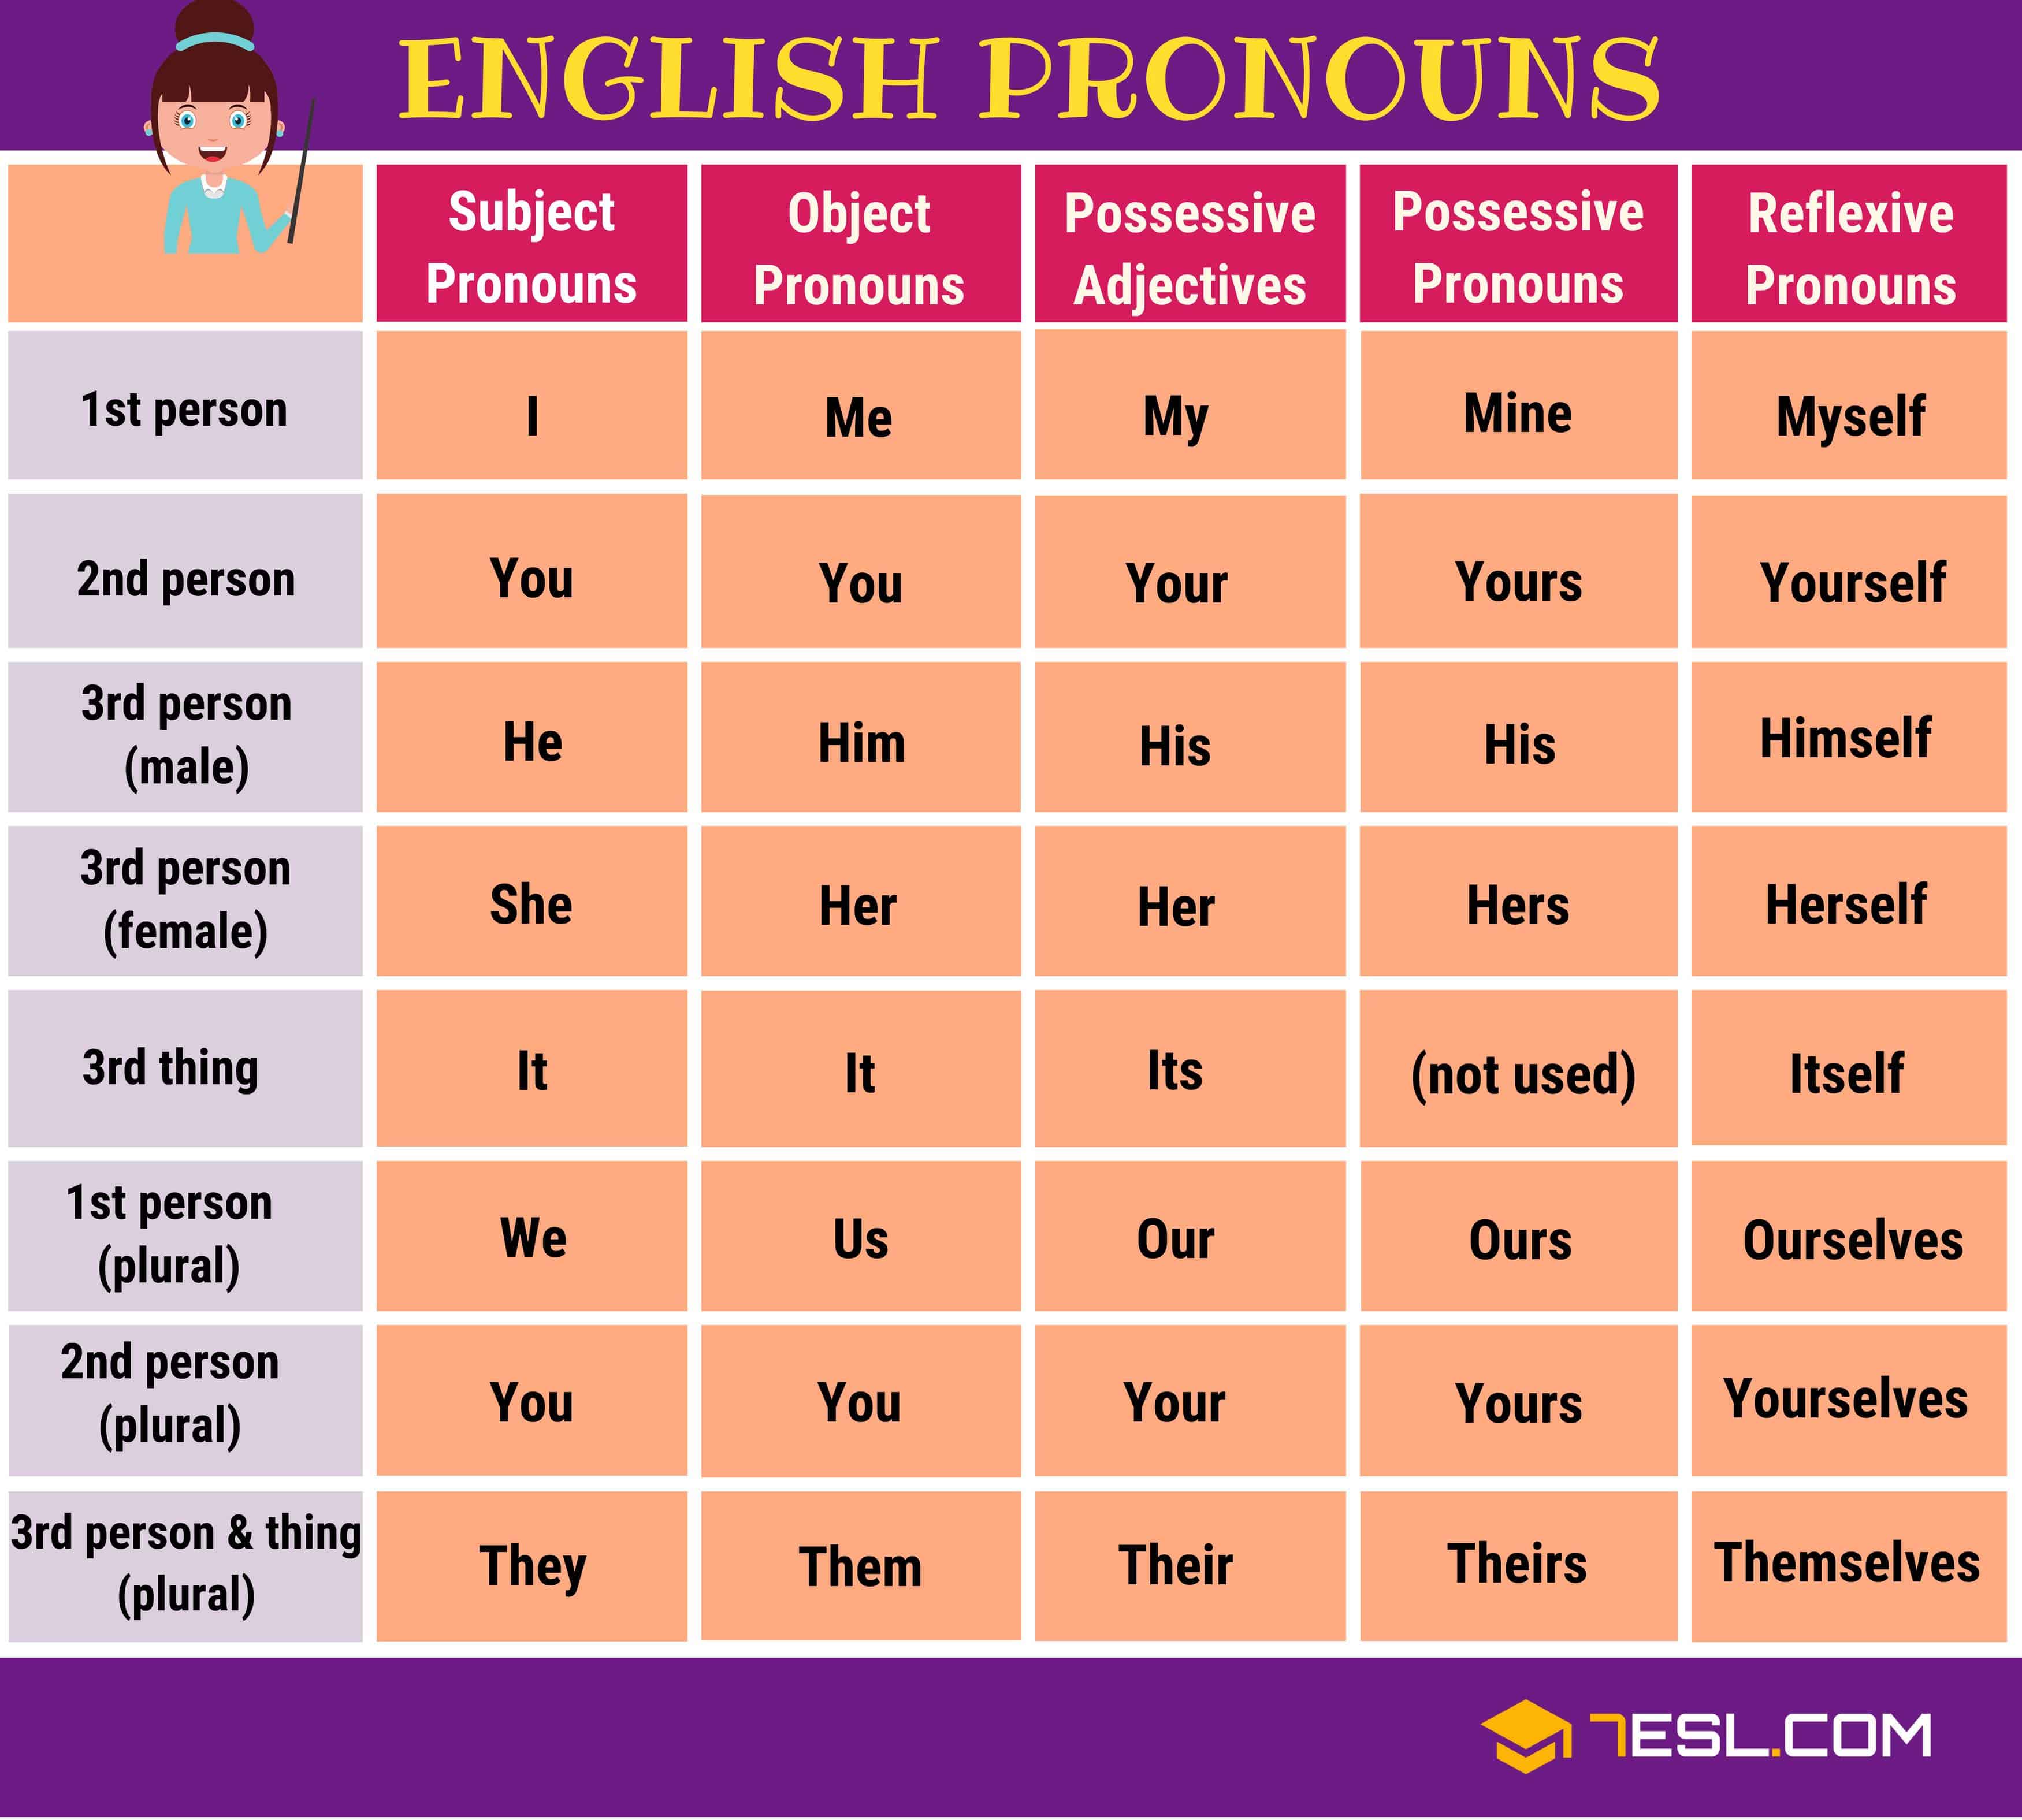 ENGLISH PRONOUNS
Subject Pronouns
Object Pronouns
Possessive Adjectives
Possessive Pronouns
Reflexive Pronouns
1st person
I
Me
My
Mine
Myself
2nd person
You
You
Your
Yours
Yourself
3rd person
(male)
He
Him
His
His
Himself
3rd person
(female)
She
Her
Her
Hers
Herself
3rd thing
It
It
Its
(not used)
Itself
1st person
(plural)
We
Us
Our
Ours
Ourselves
2nd person
(plural)
You
You
Your
Yours
Yourselves
3rd person & thing
(plural)
They
Them
Their
Theirs
Themselves
7ESL.COM